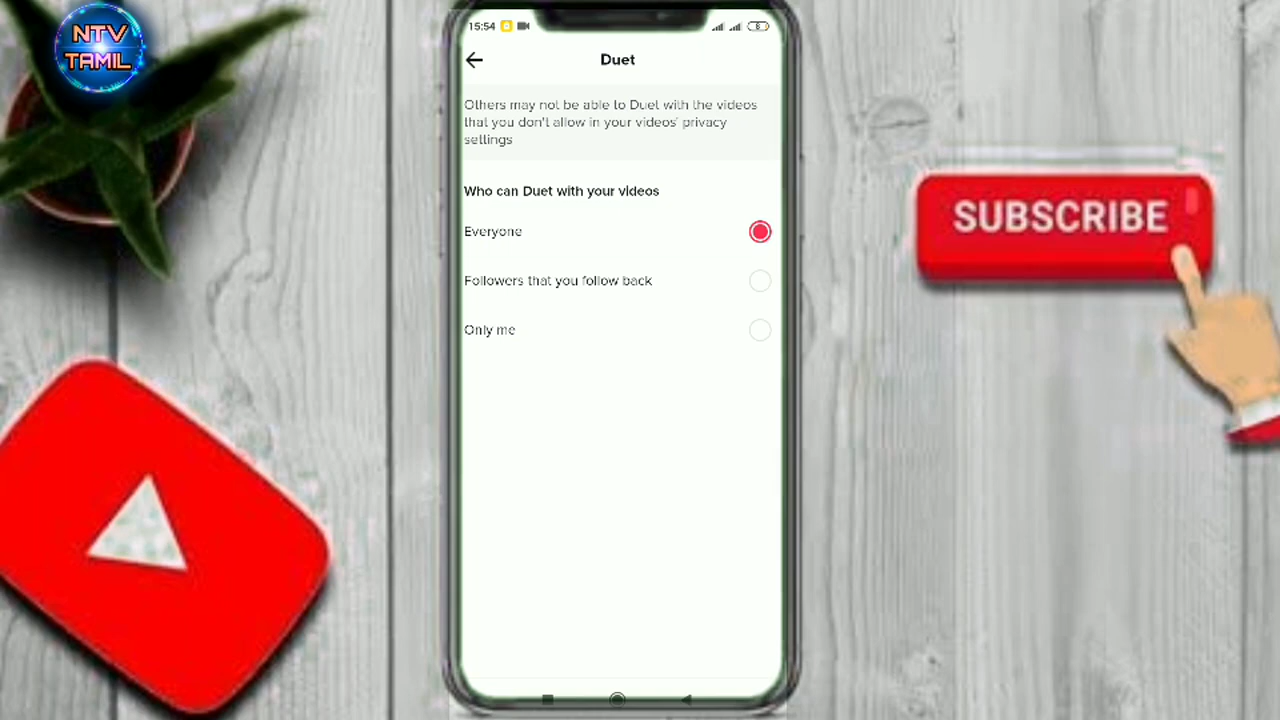 NTV
TAMIL
15:54
Duet
Others may not be able to Duet with the videos
that you don't allow in your videos' privacy
settings
Who can Duet with your videos
Everyone
Followers that you follow back
Only me
SUBSCRIBE